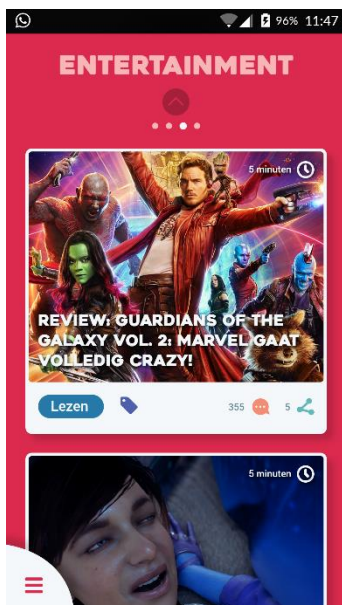 96% 11:47
ENTERTAINMENT
5 minuten
REVIEW: GUARDIANS OF THE
GALAXY VOL. 2: MARVEL GAAT
VOLLEDIG CRAZY!
Lezen
355 5
5 minuten